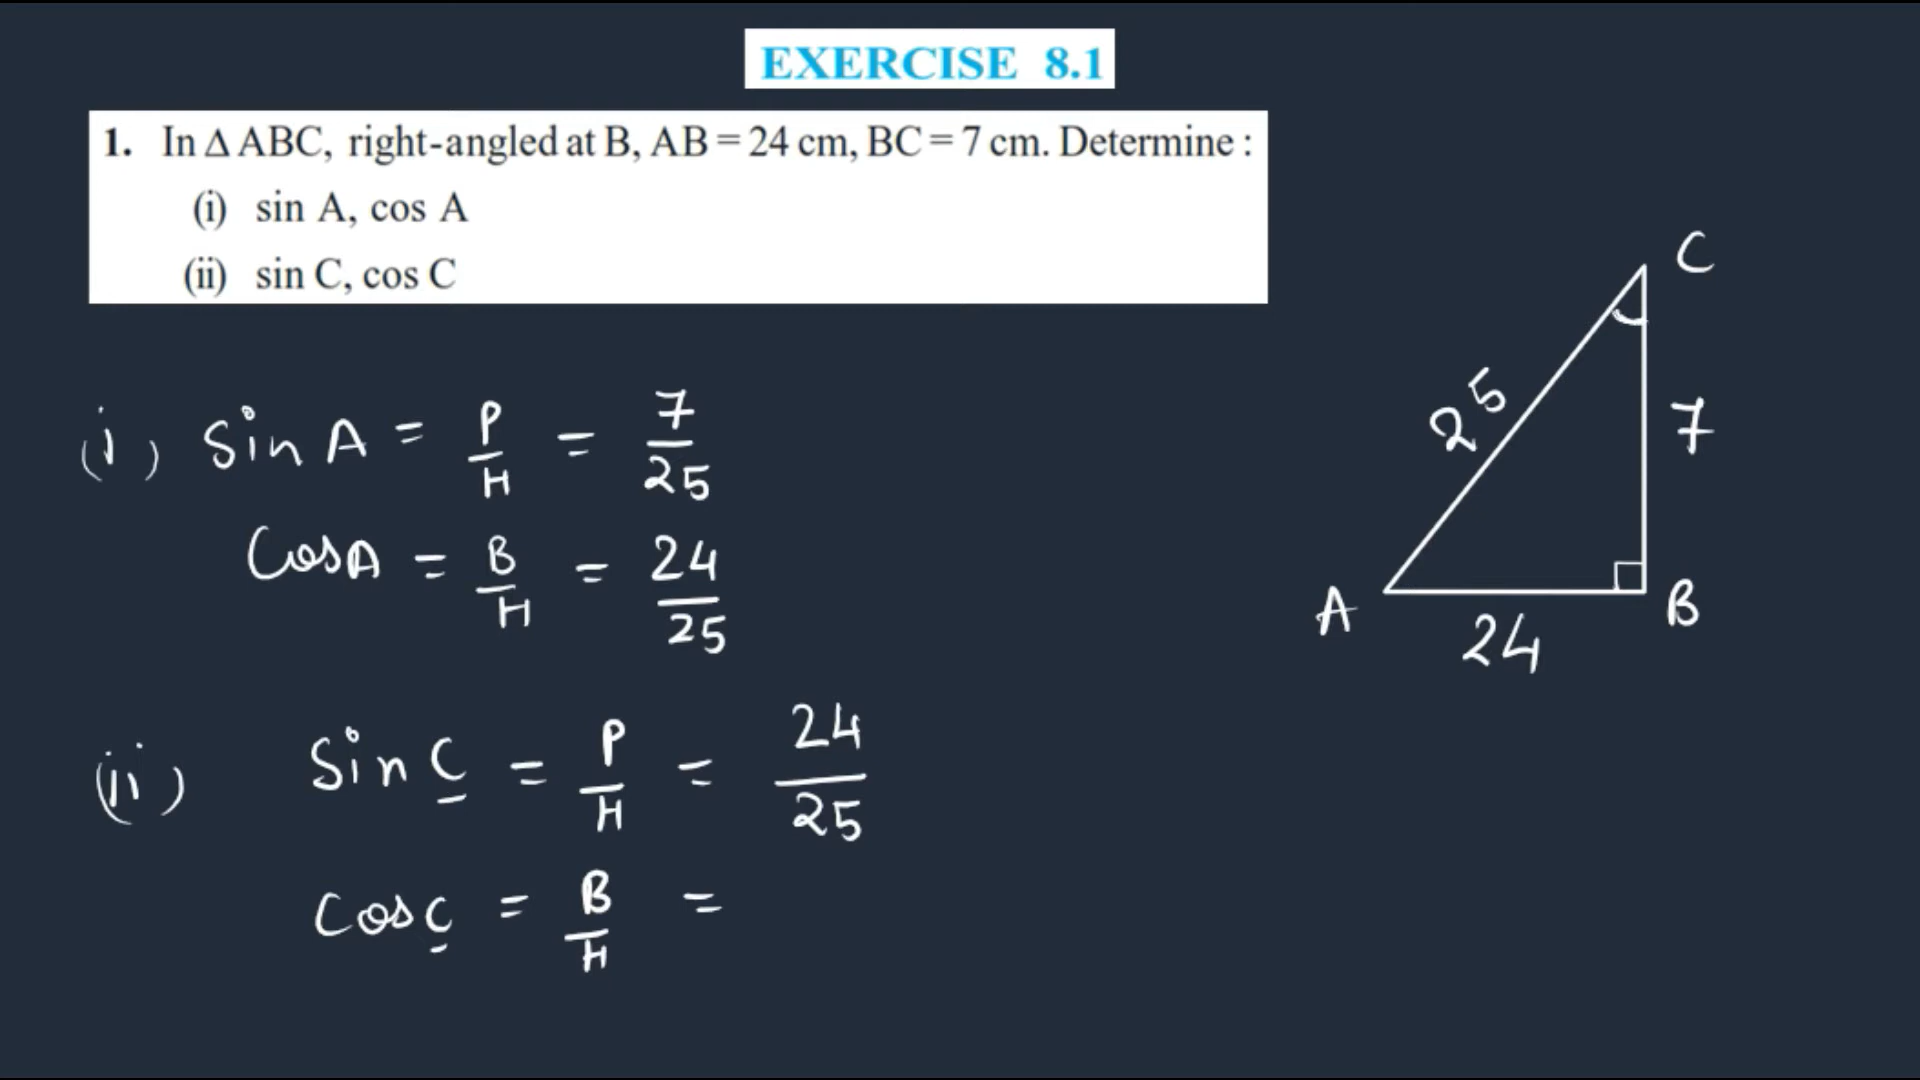 EXERCISE 8.1
1. In Δ ABC, right-angled at B, AB = 24 cm, BC = 7 cm. Determine :
(i) sin A, cos A
(ii) sin C, cos C
(i) Sin A = P/H = 7/25
Cos A = B/H = 24/25
(ii) Sin C = P/H = 24/25
Cos C = B/H =
C
25
7
A
B
24